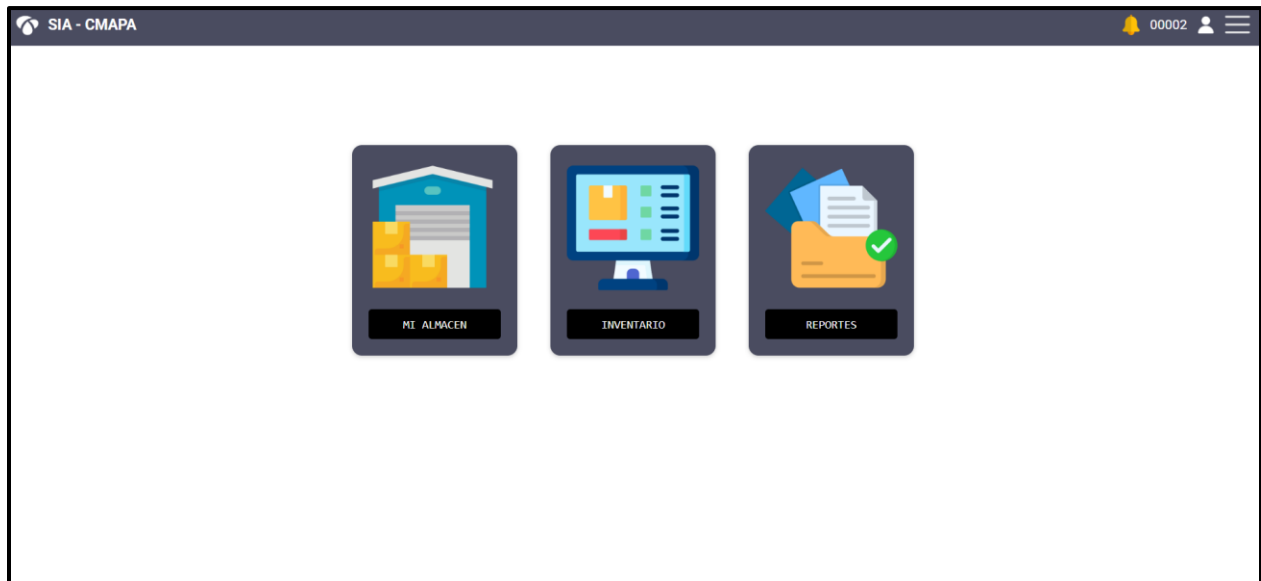 SIA - CMAPA
00002
MI ALMACEN
INVENTARIO
REPORTES